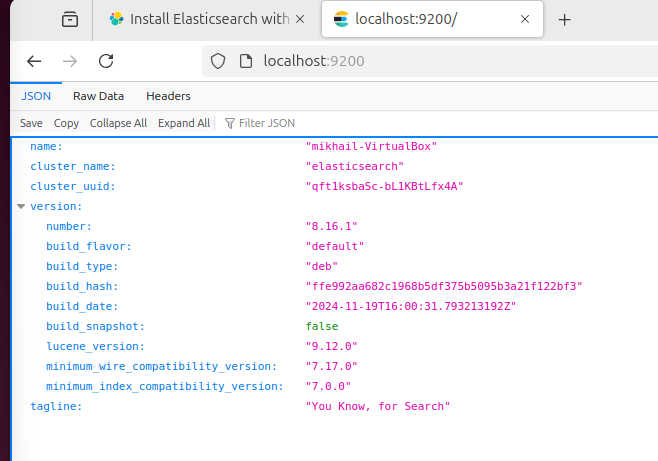 Install Elasticsearch with
localhost:9200/
localhost:9200
JSON Raw Data Headers
Save Copy Collapse All Expand All Filter JSON
name: "mikhail-VirtualBox"
cluster_name: "elasticsearch"
cluster_uuid: "qft1ksbaSc-bL1KBtLfx4A"
version:
number: "8.16.1"
build_flavor: "default"
build_type: "deb"
build_hash: "ffe992aa682c1968b5df375b5095b3a21f122bf3"
build_date: "2024-11-19T16:00:31.793213192Z"
build_snapshot: false
lucene_version: "9.12.0"
minimum_wire_compatibility_version: "7.17.0"
minimum_index_compatibility_version: "7.0.0"
tagline: "You Know, for Search"